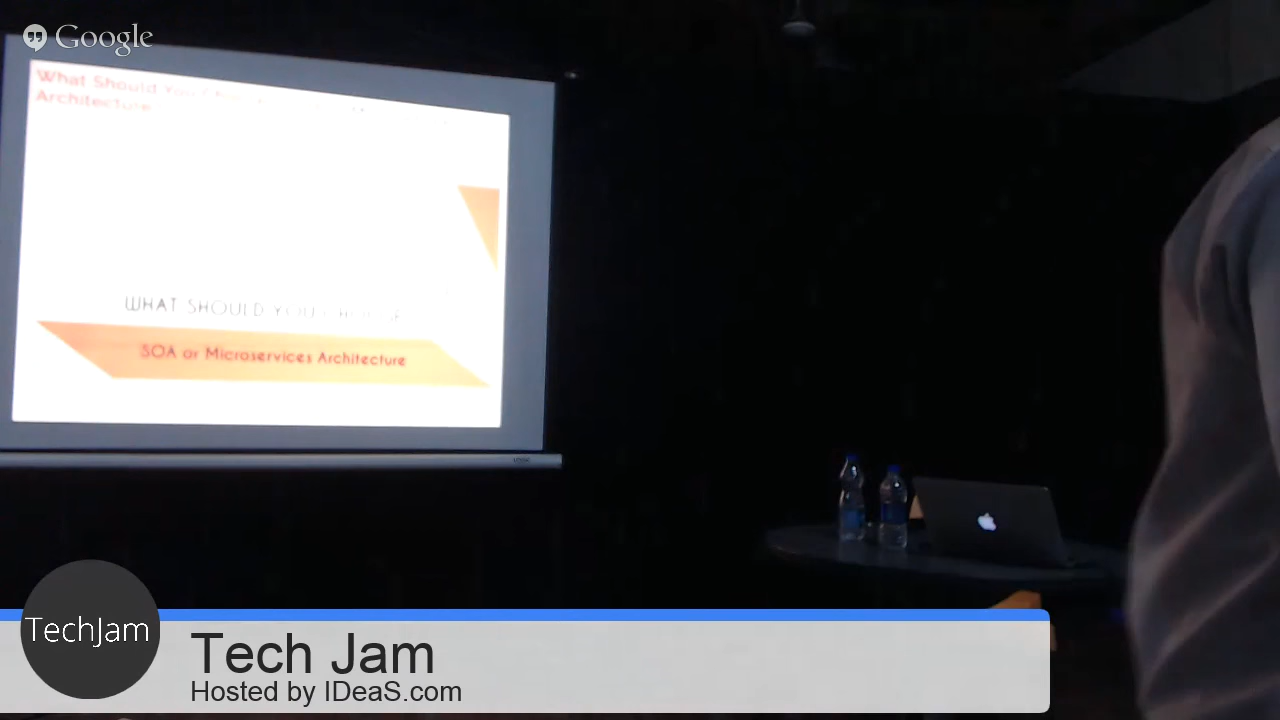 Google
What Should You
Architecture
WHAT SHOULD YOU CHOOSE
SOA or Microservices Architecture
TechJam
Tech Jam
Hosted by IDeaS.com